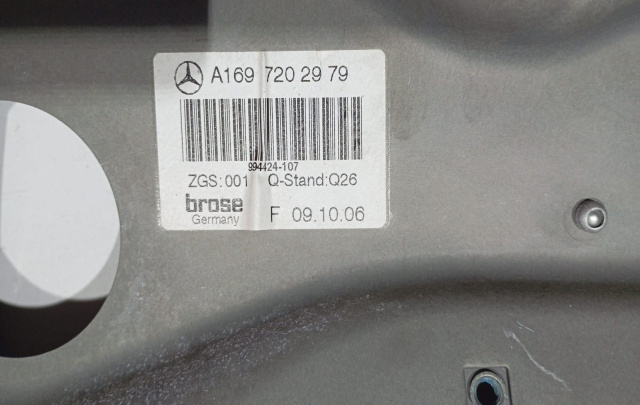 A169 720 29 79
994424-107
ZGS:001 Q-Stand:Q26
brose
Germany
F 09.10.06